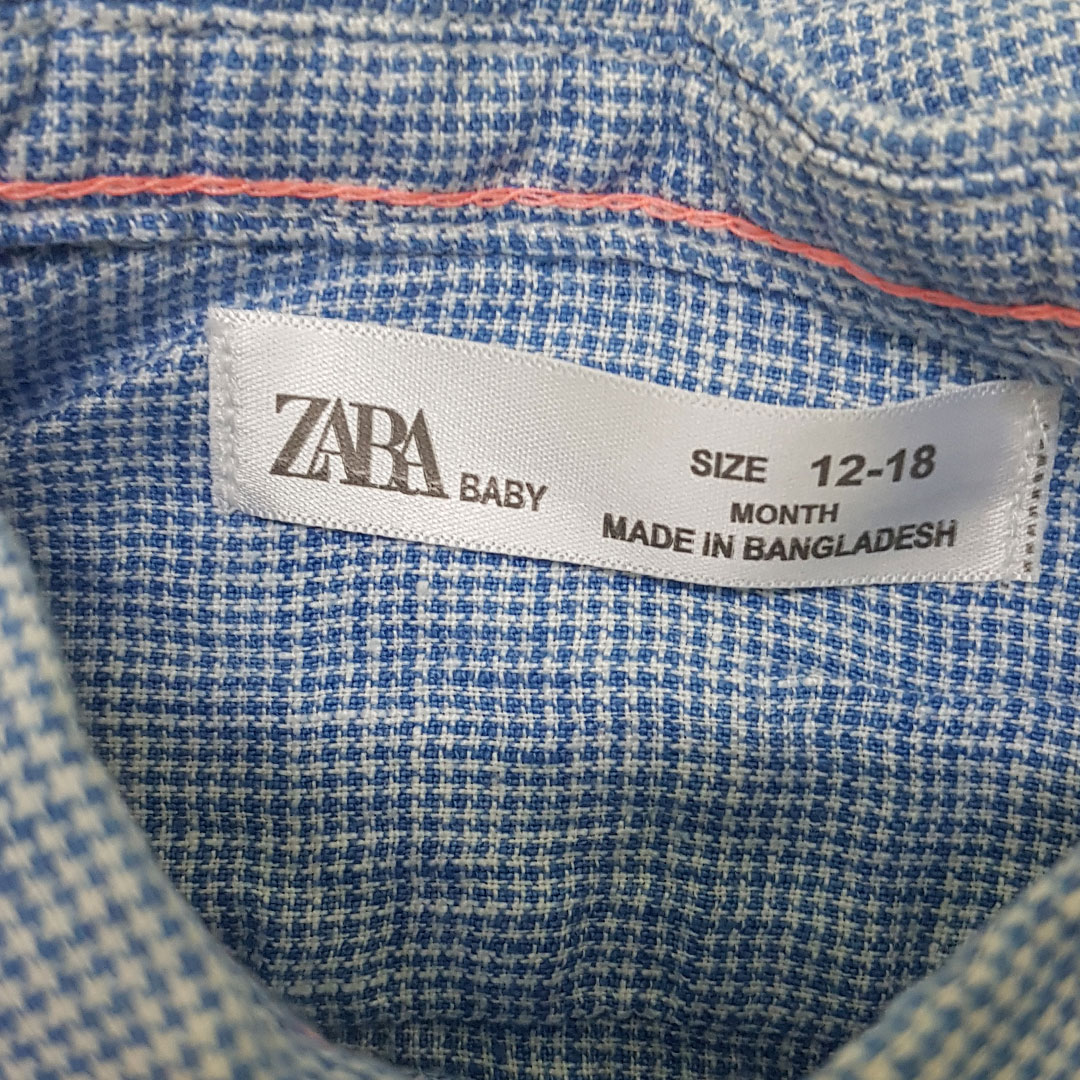 ZARA BABY
SIZE 12-18
MONTH
MADE IN BANGLADESH